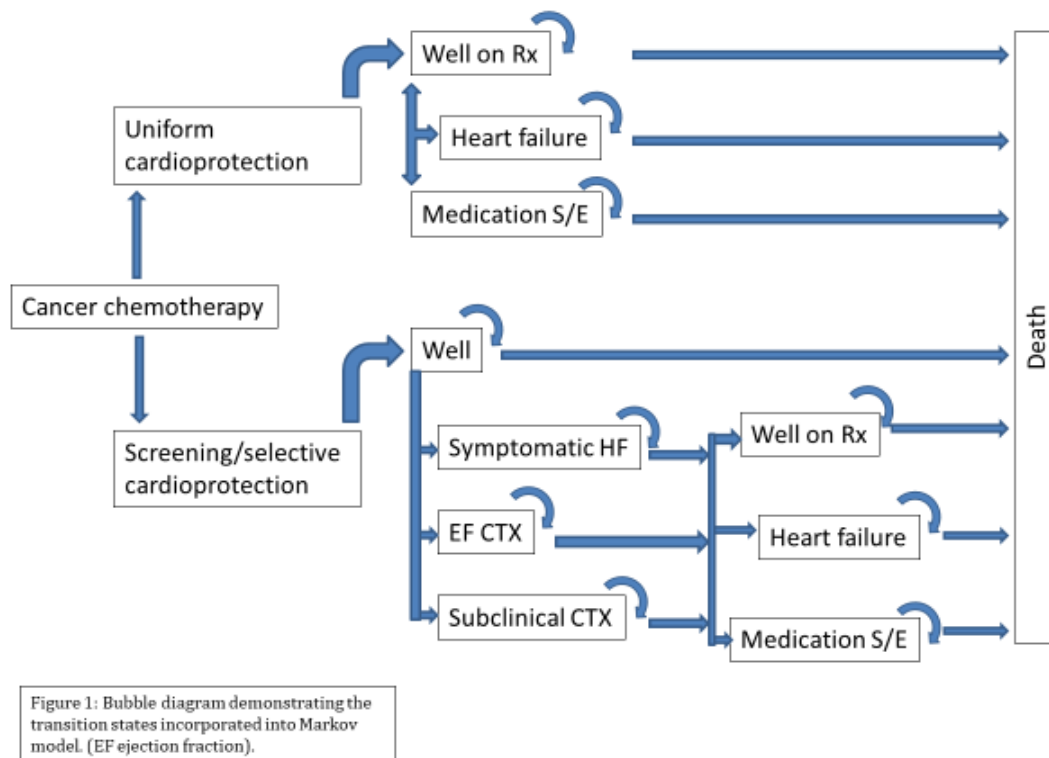 Well on Rx
Uniform
cardioprotection
Heart failure
Medication S/E
Cancer chemotherapy
Well
Death
Screening/selective
cardioprotection
Symptomatic HF
Well on Rx
EF CTX
Heart failure
Subclinical CTX
Medication S/E
Figure 1: Bubble diagram demonstrating the
transition states incorporated into Markov
model. (EF ejection fraction).